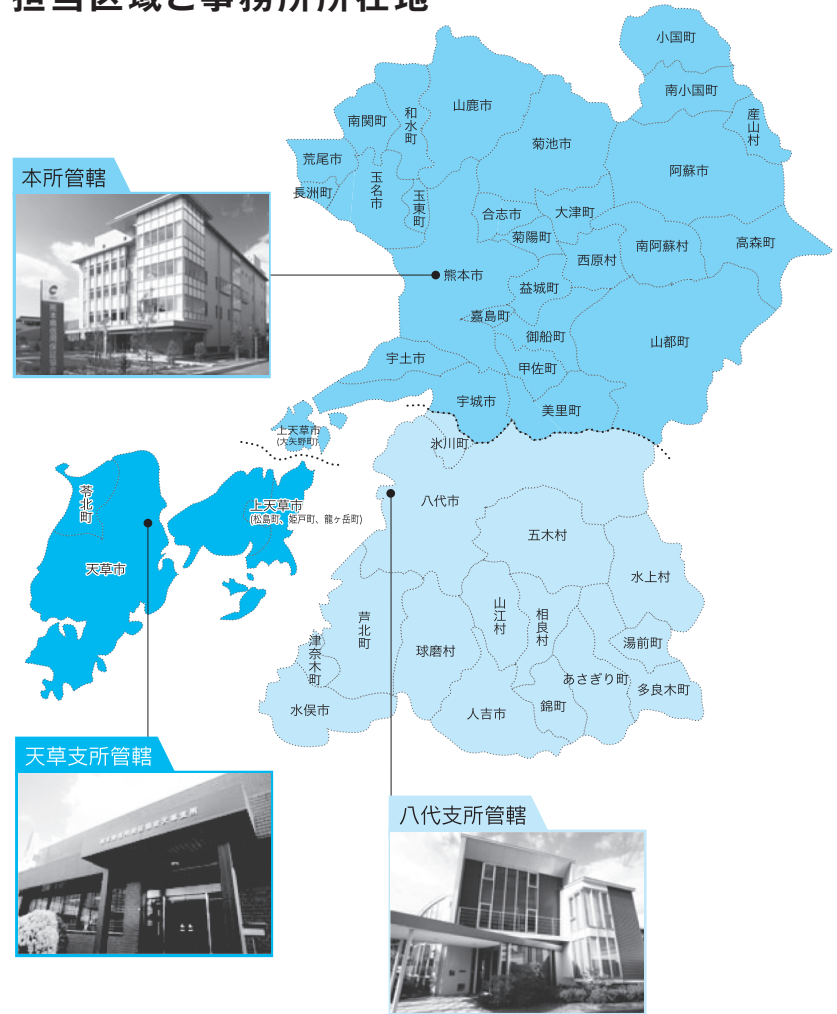 担当区域と事務所所在地
小国町
南小国町
産山村
山鹿市
和水町
南関町
菊池市
荒尾市
阿蘇市
玉名市
長洲町
玉東町
本所管轄
合志市
大津町
菊陽町
西原村
南阿蘇村
高森町
熊本市
益城町
嘉島町
御船町
山都町
宇土市
甲佐町
宇城市
美里町
上天草市
(大矢野町)
氷川町
苓北町
上天草市
(松島町、姫戸町、龍ヶ岳町)
八代市
五木村
天草市
水上村
山江村
相良村
芦北町
津奈木町
球磨村
湯前町
あさぎり町
多良木町
水俣市
人吉市
錦町
天草支所管轄
八代支所管轄